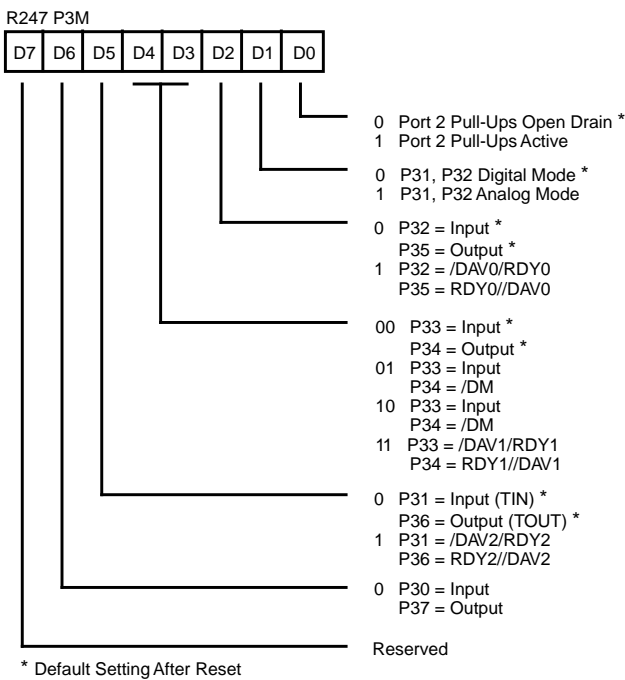 R247 P3M
D7 D6 D5 D4 D3 D2 D1 D0
0 Port 2 Pull-Ups Open Drain *
1 Port 2 Pull-Ups Active
0 P31, P32 Digital Mode *
1 P31, P32 Analog Mode
0 P32 = Input *
P35 = Output *
1 P32 = /DAV0/RDY0
P35 = RDY0//DAV0
00 P33 = Input *
P34 = Output *
01 P33 = Input
P34 = /DM
10 P33 = Input
P34 = /DM
11 P33 = /DAV1/RDY1
P34 = RDY1//DAV1
0 P31 = Input (TIN) *
P36 = Output (TOUT) *
1 P31 = /DAV2/RDY2
P36 = RDY2//DAV2
0 P30 = Input
P37 = Output
Reserved
* Default Setting After Reset